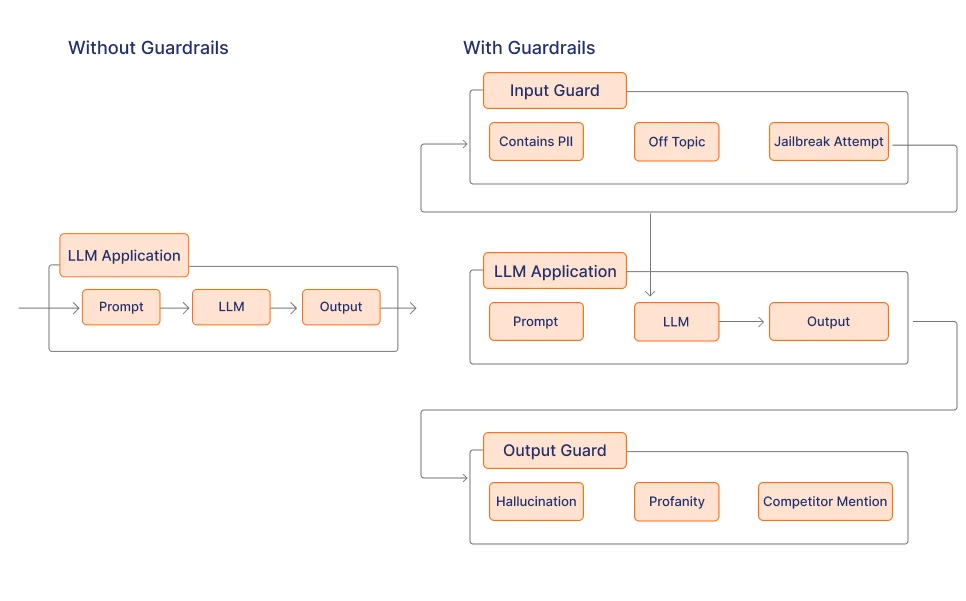 Without Guardrails
LLM Application
Prompt
LLM
Output
With Guardrails
Input Guard
Contains PII
Off Topic
Jailbreak Attempt
LLM Application
Prompt
LLM
Output
Output Guard
Hallucination
Profanity
Competitor Mention